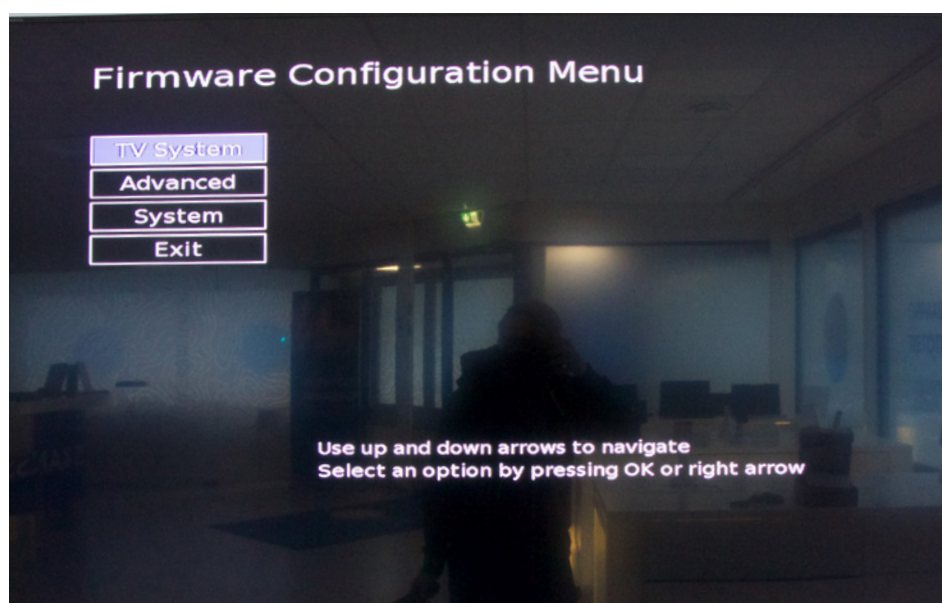 Firmware Configuration Menu
TV System
Advanced
System
Exit
Use up and down arrows to navigate
Select an option by pressing OK or right arrow